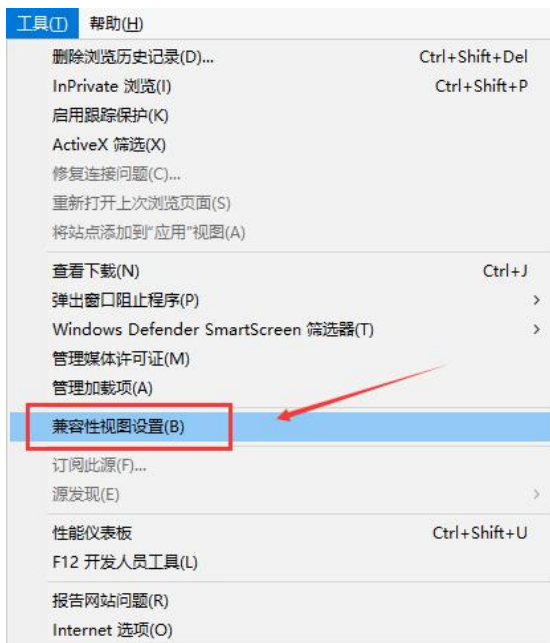 工具(T) 帮助(H)
删除浏览历史记录(D)... Ctrl+Shift+Del
InPrivate 浏览(I) Ctrl+Shift+P
启用跟踪保护(K)
ActiveX 筛选(X)
修复连接问题(C)...
重新打开上次浏览页面(S)
将站点添加到“应用”视图(A)
查看下载(N) Ctrl+J
弹出窗口阻止程序(P)
Windows Defender SmartScreen 筛选器(T)
管理媒体许可证(M)
管理加载项(A)
兼容性视图设置(B)
订阅此源(F)...
源发现(E)
性能仪表板 Ctrl+Shift+U
F12 开发人员工具(L)
报告网站问题(R)
Internet 选项(O)